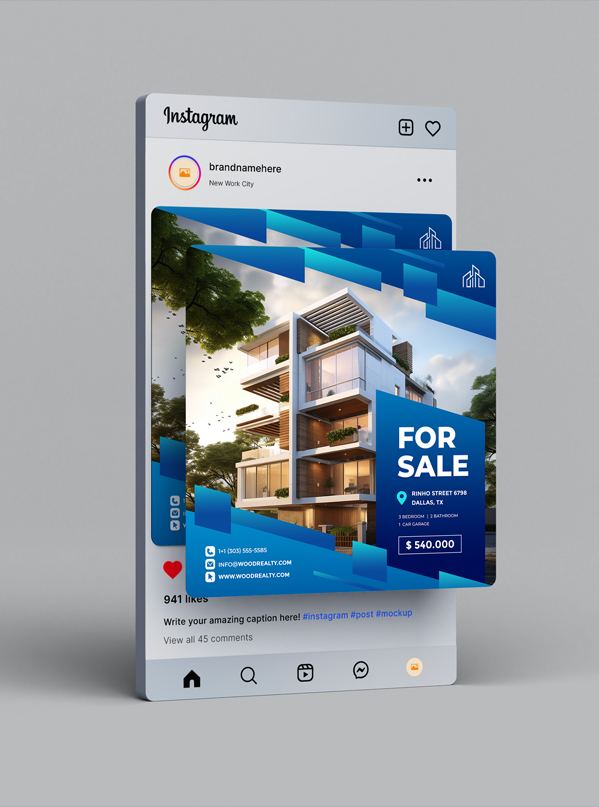 Instagram
brandnamehere
New Work City
FOR
SALE
RINHO STREET 6798
DALLAS, TX
3 BEDROOM | 2 BATHROOM
1 CAR GARAGE
$ 540.000
1+1 (303) 555-5585
INFO@WOODREALTY.COM
WWW.WOODREALTY.COM
941 likes
Write your amazing caption here! #instagram #post #mockup
View all 45 comments